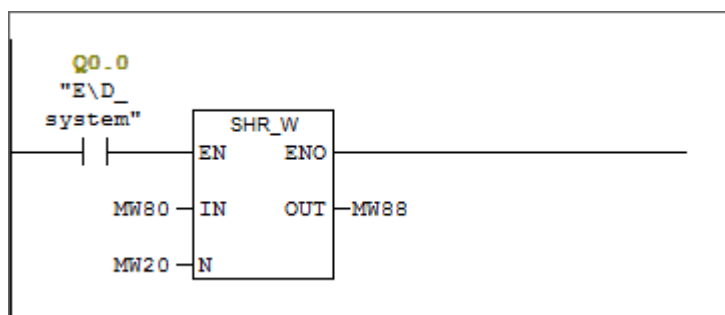 Q0.0
"E\D_
system"
SHR_W
EN ENO
MW80 IN OUT MW88
MW20 N